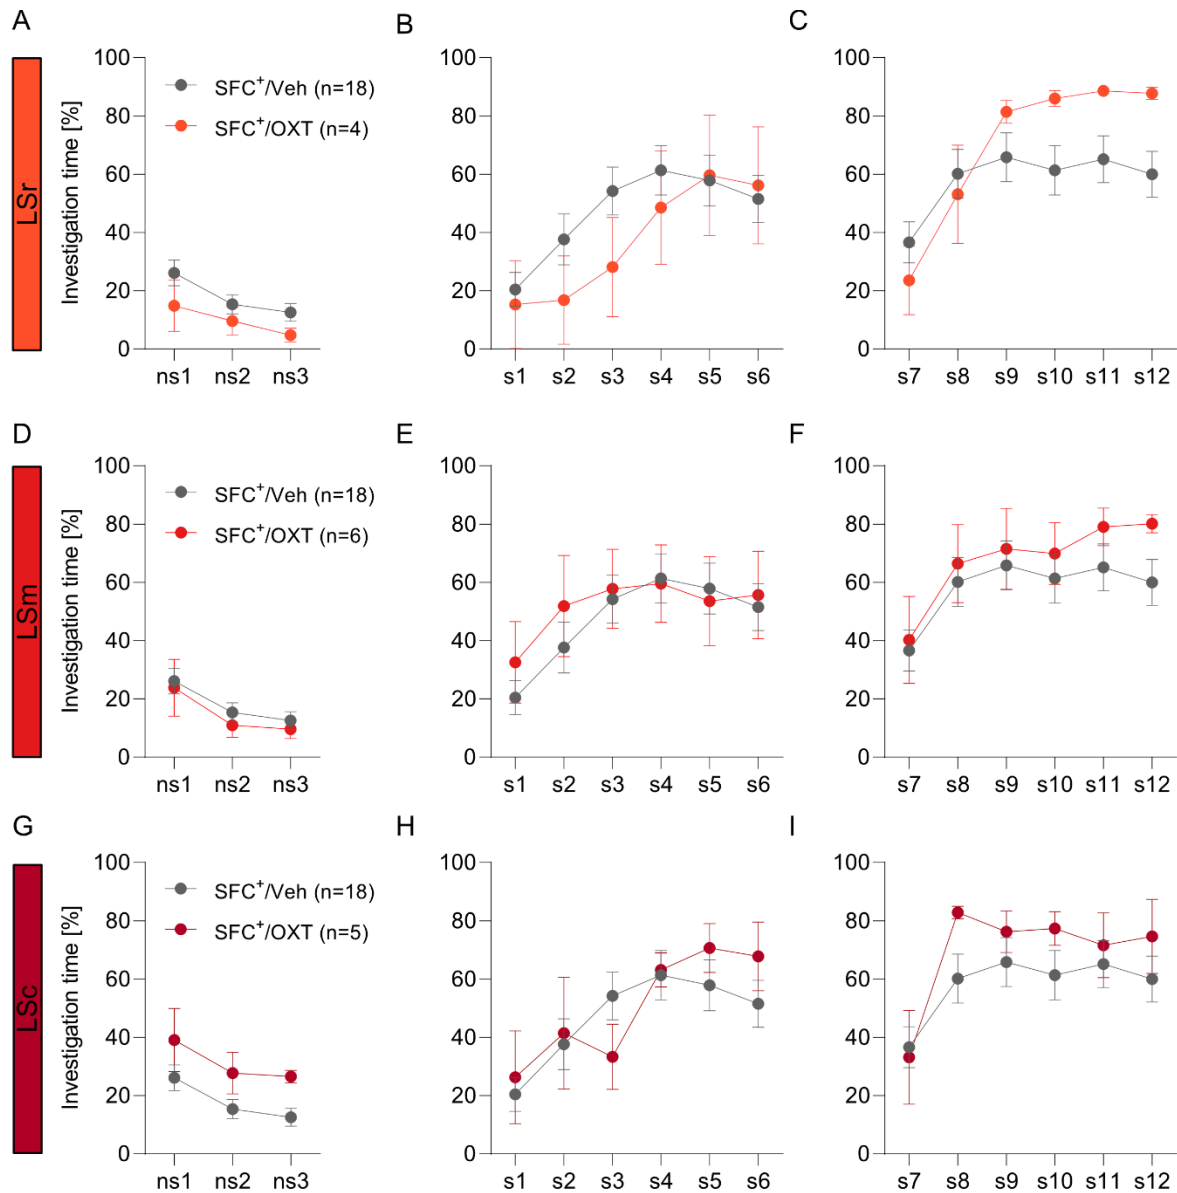 A
B
C
LSr
Investigation time [%]
100
80
60
40
20
0
SFC⁺/Veh (n=18)
SFC⁺/OXT (n=4)
ns1 ns2 ns3
100
80
60
40
20
0
s1 s2 s3 s4 s5 s6
100
80
60
40
20
0
s7 s8 s9 s10 s11 s12
D
E
F
LSm
Investigation time [%]
100
80
60
40
20
0
SFC⁺/Veh (n=18)
SFC⁺/OXT (n=6)
ns1 ns2 ns3
100
80
60
40
20
0
s1 s2 s3 s4 s5 s6
100
80
60
40
20
0
s7 s8 s9 s10 s11 s12
G
H
I
LSc
Investigation time [%]
100
80
60
40
20
0
SFC⁺/Veh (n=18)
SFC⁺/OXT (n=5)
ns1 ns2 ns3
100
80
60
40
20
0
s1 s2 s3 s4 s5 s6
100
80
60
40
20
0
s7 s8 s9 s10 s11 s12